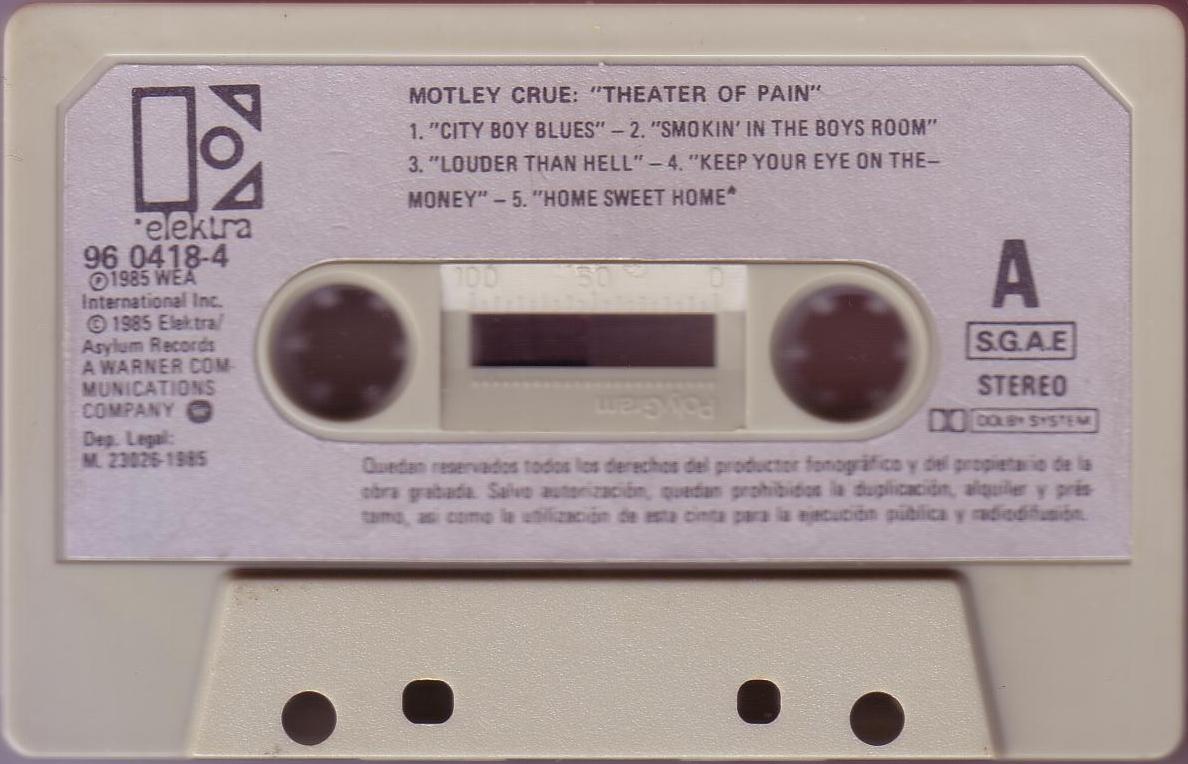 MOTLEY CRUE: "THEATER OF PAIN"
1. "CITY BOY BLUES" – 2. "SMOKIN' IN THE BOYS ROOM"
3. "LOUDER THAN HELL" – 4. "KEEP YOUR EYE ON THE–
MONEY" – 5. "HOME SWEET HOME"
elektra
96 0418-4
℗ 1985 WEA
International Inc.
© 1985 Elektra/
Asylum Records
A WARNER COM-
MUNICATIONS
COMPANY
Dep. Legal:
M. 23026-1985
100 50 0
PolyGram
A
S.G.A.E
STEREO
DOLBY SYSTEM
Quedan reservados todos los derechos del productor fonográfico y del propietario de la
obra grabada. Salvo autorización, quedan prohibidos la duplicación, alquiler y prés-
tamo, asi como la utilización de esta cinta para la ejecución pública y radiodifusión.